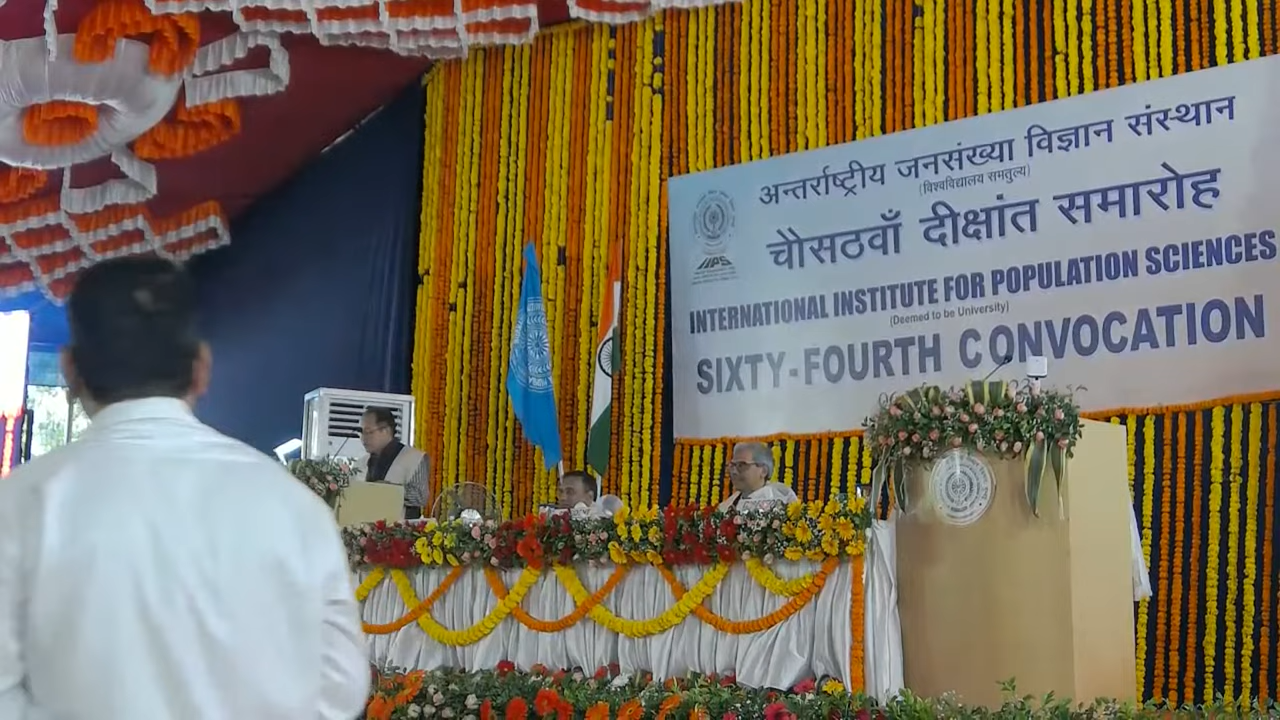 अन्तर्राष्ट्रीय जनसंख्या विज्ञान संस्थान
(विश्वविद्यालय समतुल्य)
चौसठवाँ दीक्षांत समारोह
IIPS
INTERNATIONAL INSTITUTE FOR POPULATION SCIENCES
(Deemed to be University)
SIXTY-FOURTH CONVOCATION